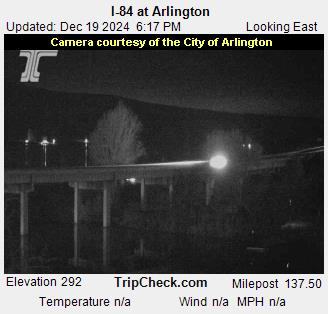 I-84 at Arlington
Updated: Dec 19 2024 6:17 PM Looking East
Camera courtesy of the City of Arlington
Elevation 292 TripCheck.com Milepost 137.50
Temperature n/a Wind n/a MPH n/a